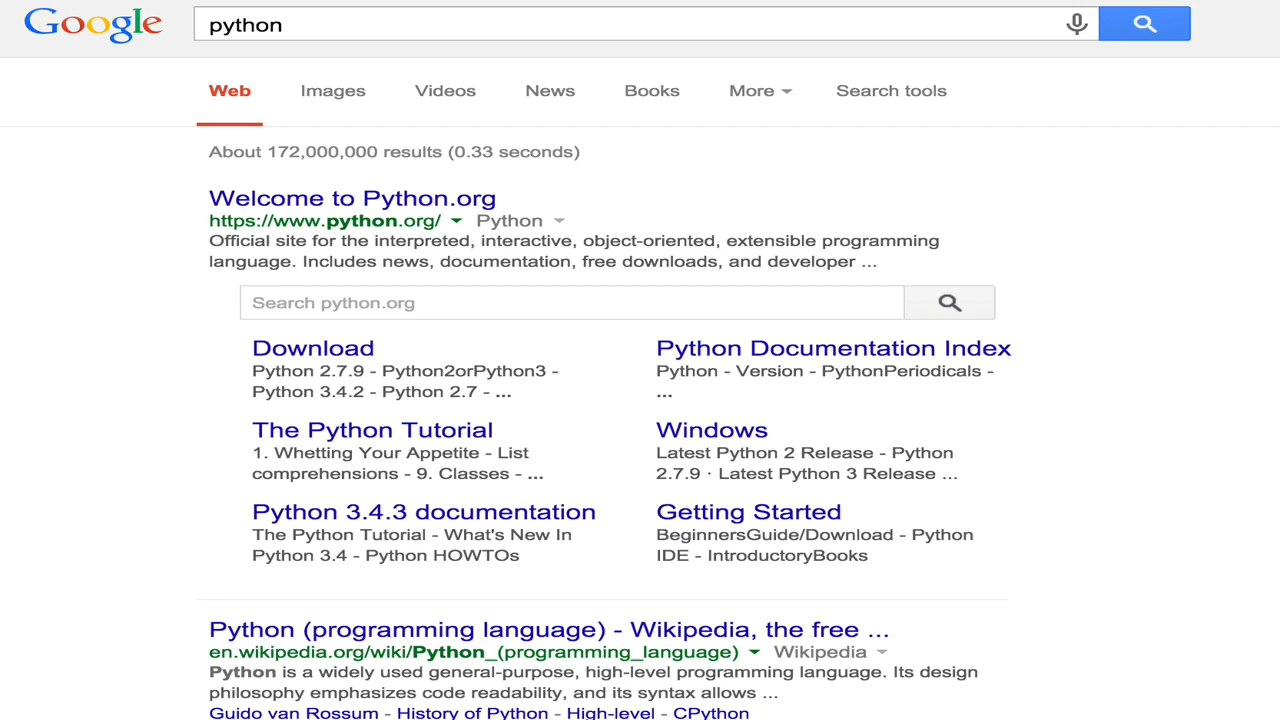 Google python
Web Images Videos News Books More Search tools
About 172,000,000 results (0.33 seconds)
Welcome to Python.org
https://www.python.org/ Python
Official site for the interpreted, interactive, object-oriented, extensible programming
language. Includes news, documentation, free downloads, and developer ...
Search python.org
Download
Python 2.7.9 - Python2orPython3 -
Python 3.4.2 - Python 2.7 - ...
Python Documentation Index
Python - Version - PythonPeriodicals -
...
The Python Tutorial
1. Whetting Your Appetite - List
comprehensions - 9. Classes - ...
Windows
Latest Python 2 Release - Python
2.7.9 · Latest Python 3 Release ...
Python 3.4.3 documentation
The Python Tutorial - What's New In
Python 3.4 - Python HOWTOs
Getting Started
BeginnersGuide/Download - Python
IDE - IntroductoryBooks
Python (programming language) - Wikipedia, the free ...
en.wikipedia.org/wiki/Python_(programming_language) Wikipedia
Python is a widely used general-purpose, high-level programming language. Its design
philosophy emphasizes code readability, and its syntax allows ...
Guido van Rossum - History of Python - High-level - CPython